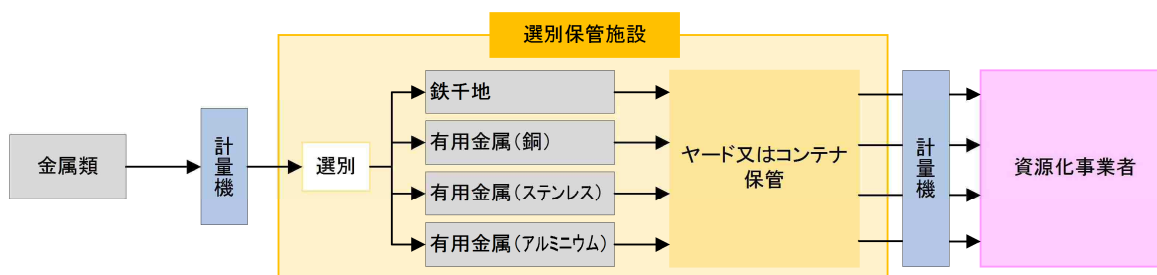 選別保管施設
金属類
計量機
選別
鉄千地
有用金属(銅)
有用金属(ステンレス)
有用金属(アルミニウム)
ヤード又はコンテナ
保管
計量機
資源化事業者